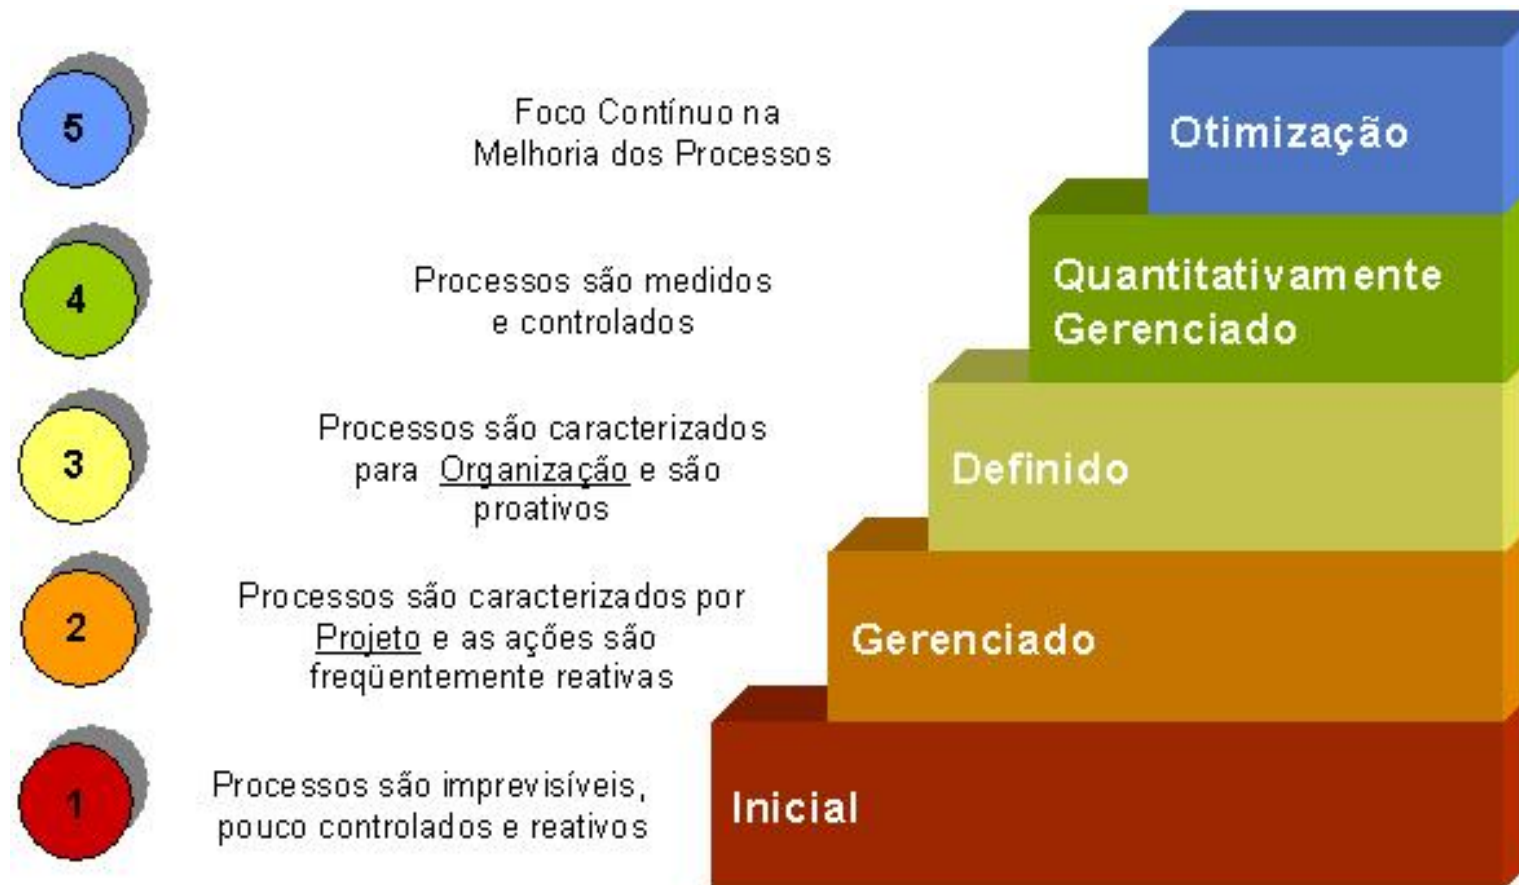 5
Foco Contínuo na
Melhoria dos Processos
Otimização
4
Processos são medidos
e controlados
Quantitativamente
Gerenciado
3
Processos são caracterizados
para Organização e são
proativos
Definido
2
Processos são caracterizados por
Projeto e as ações são
freqüentemente reativas
Gerenciado
1
Processos são imprevisíveis,
pouco controlados e reativos
Inicial